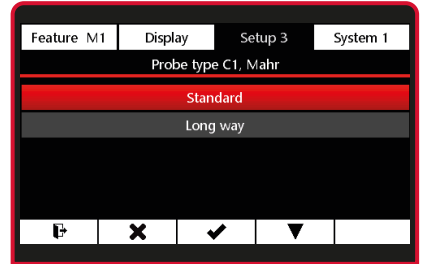 Feature M1 Display Setup 3 System 1
Probe type C1, Mahr
Standard
Long way